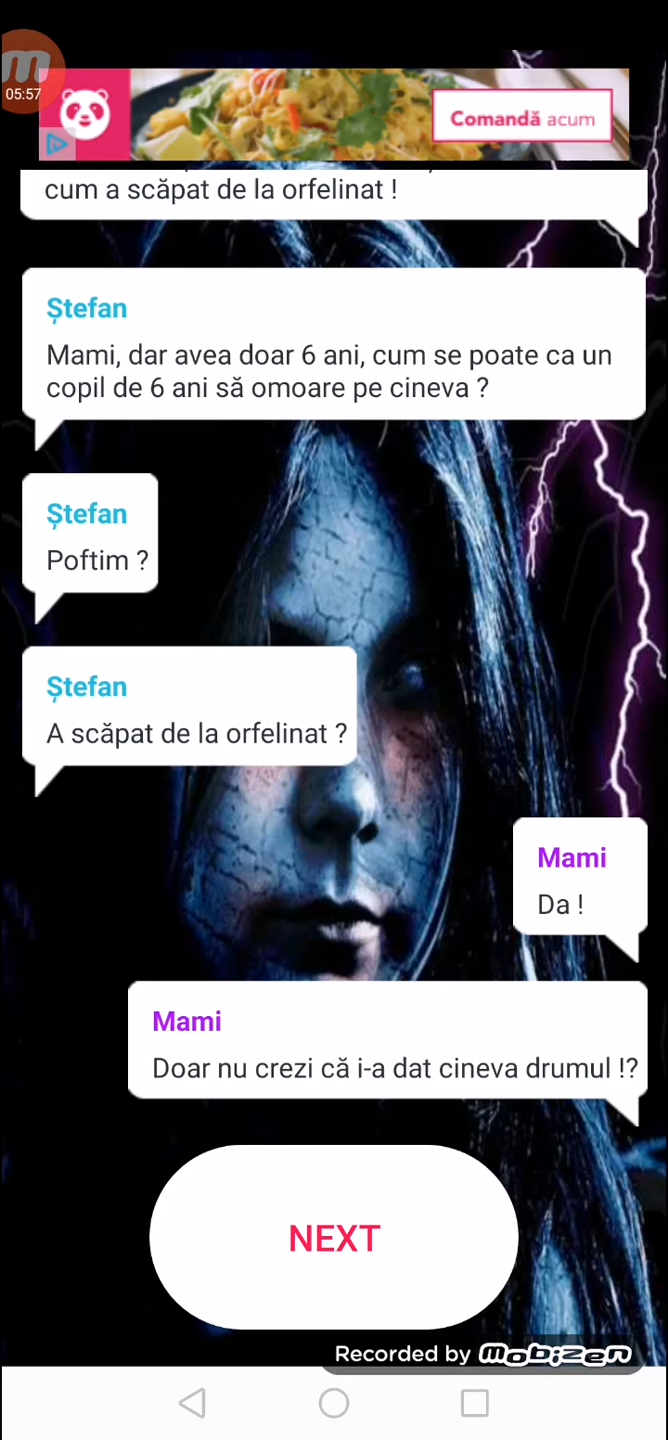 05:57
Comandă acum
cum a scăpat de la orfelinat !
Ștefan
Mami, dar avea doar 6 ani, cum se poate ca un
copil de 6 ani să omoare pe cineva ?
Ștefan
Poftim ?
Ștefan
A scăpat de la orfelinat ?
Mami
Da !
Mami
Doar nu crezi că i-a dat cineva drumul !?
NEXT
Recorded by mobizen